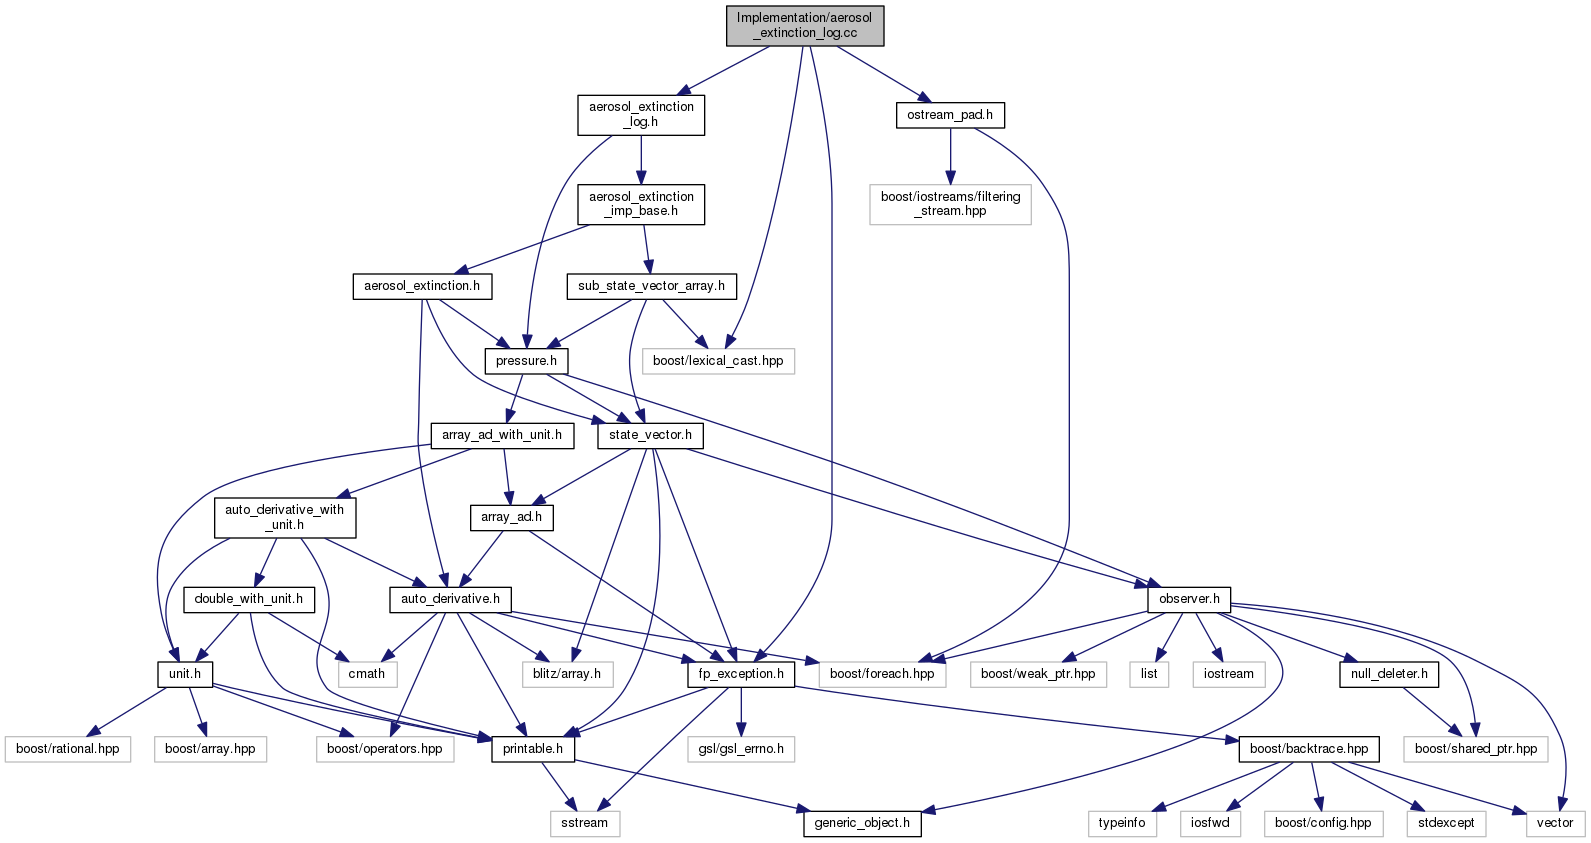 Implementation/aerosol
_extinction_log.cc
aerosol_extinction
_log.h
ostream_pad.h
aerosol_extinction
_imp_base.h
boost/iostreams/filtering
_stream.hpp
aerosol_extinction.h
sub_state_vector_array.h
pressure.h
boost/lexical_cast.hpp
array_ad_with_unit.h
state_vector.h
auto_derivative_with
_unit.h
array_ad.h
double_with_unit.h
auto_derivative.h
observer.h
unit.h
cmath
blitz/array.h
fp_exception.h
boost/foreach.hpp
boost/weak_ptr.hpp
list
iostream
null_deleter.h
boost/rational.hpp
boost/array.hpp
boost/operators.hpp
printable.h
gsl/gsl_errno.h
boost/backtrace.hpp
boost/shared_ptr.hpp
sstream
generic_object.h
typeinfo
iosfwd
boost/config.hpp
stdexcept
vector